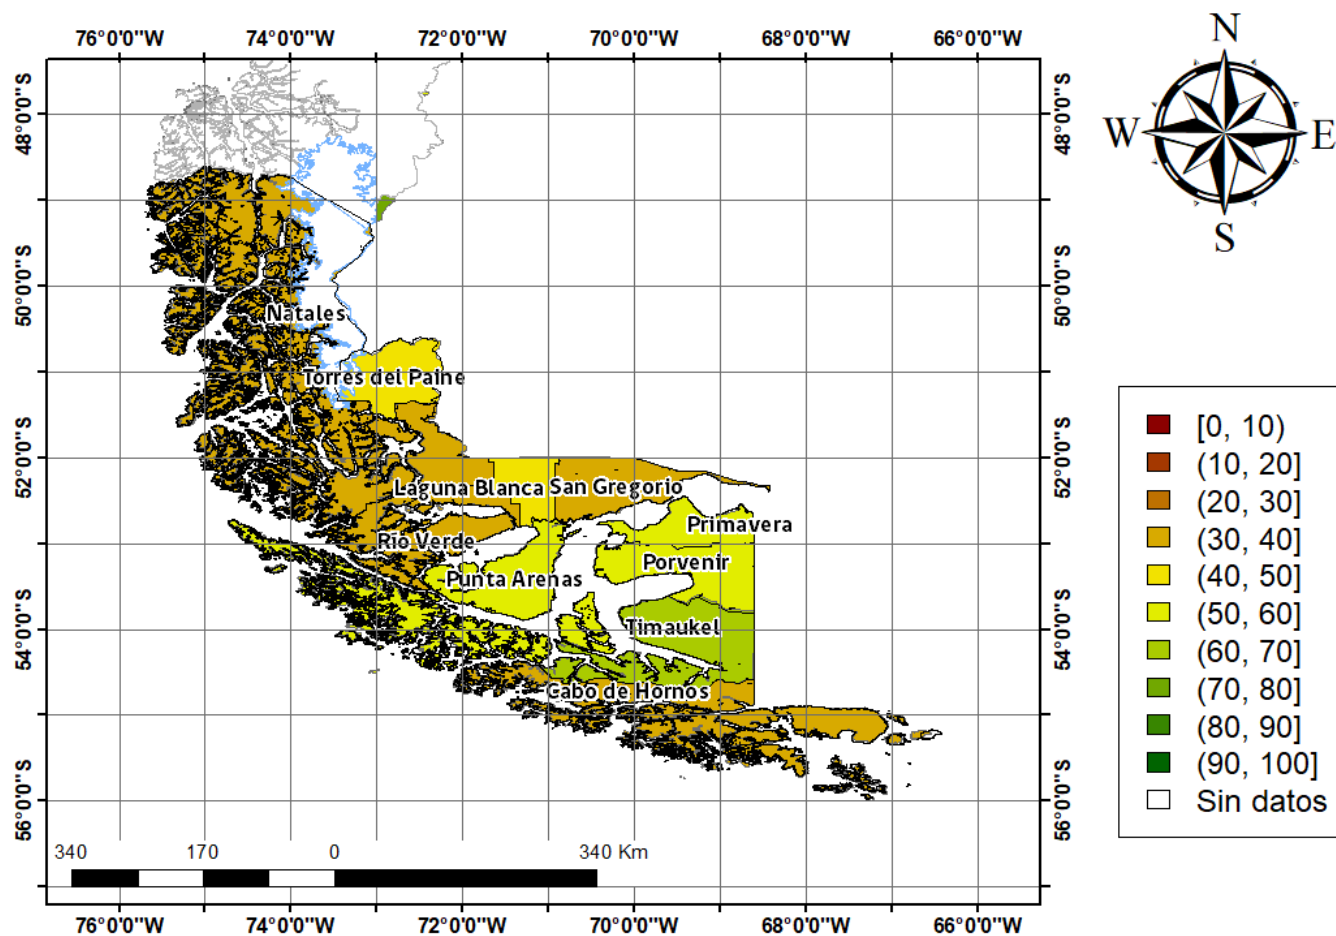 76°0'0"W 74°0'0"W 72°0'0"W 70°0'0"W 68°0'0"W 66°0'0"W
N
W E
S
48°0'0"S 48°0'0"S
50°0'0"S 50°0'0"S
Natales
Torres del Paine
52°0'0"S 52°0'0"S
Laguna Blanca San Gregorio
Primavera
Rio Verde
Porvenir
Punta Arenas
Timaukel
54°0'0"S 54°0'0"S
Cabo de Hornos
56°0'0"S 56°0'0"S
340 170 0 340 Km
76°0'0"W 74°0'0"W 72°0'0"W 70°0'0"W 68°0'0"W 66°0'0"W
[0, 10)
(10, 20]
(20, 30]
(30, 40]
(40, 50]
(50, 60]
(60, 70]
(70, 80]
(80, 90]
(90, 100]
Sin datos